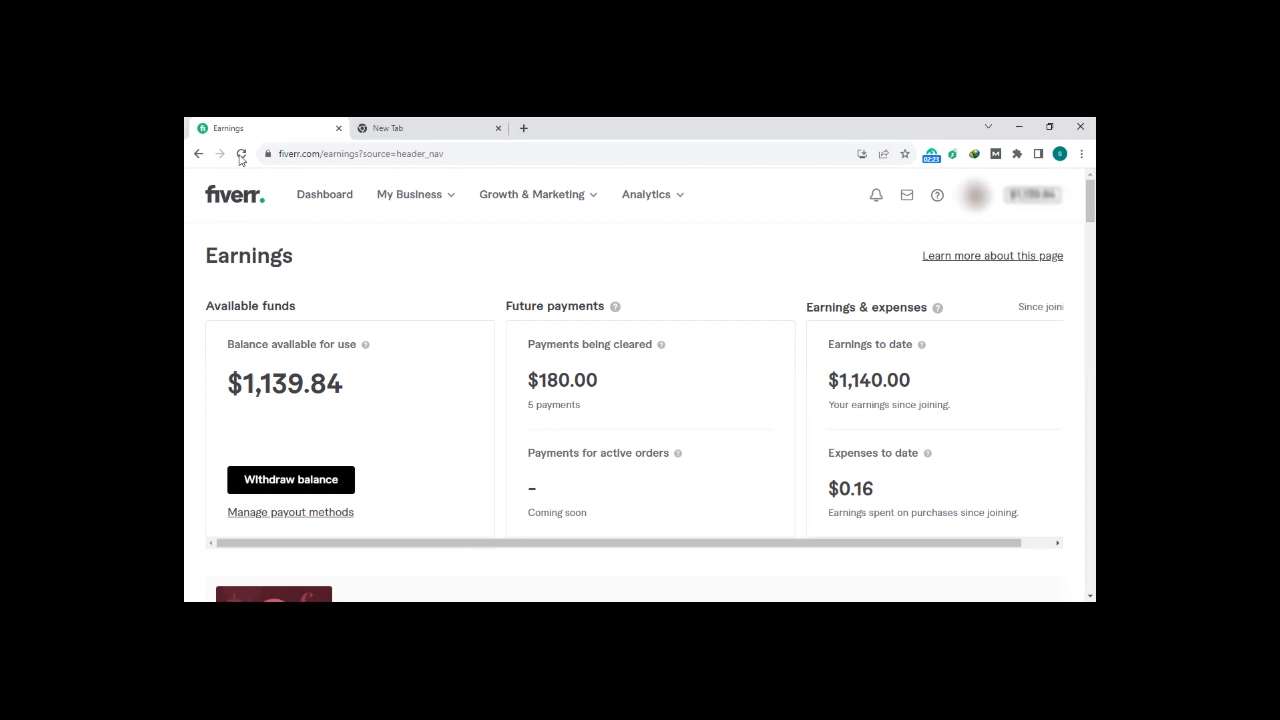 Earnings
New Tab
fiverr.com/earnings?source=header_nav
02:23
M
S
fiverr.
Dashboard
My Business
Growth & Marketing
Analytics
Earnings
Learn more about this page
Available funds
Balance available for use
$1,139.84
Withdraw balance
Manage payout methods
Future payments
Payments being cleared
$180.00
5 payments
Payments for active orders
-
Coming soon
Earnings & expenses
Since joini
Earnings to date
$1,140.00
Your earnings since joining.
Expenses to date
$0.16
Earnings spent on purchases since joining.